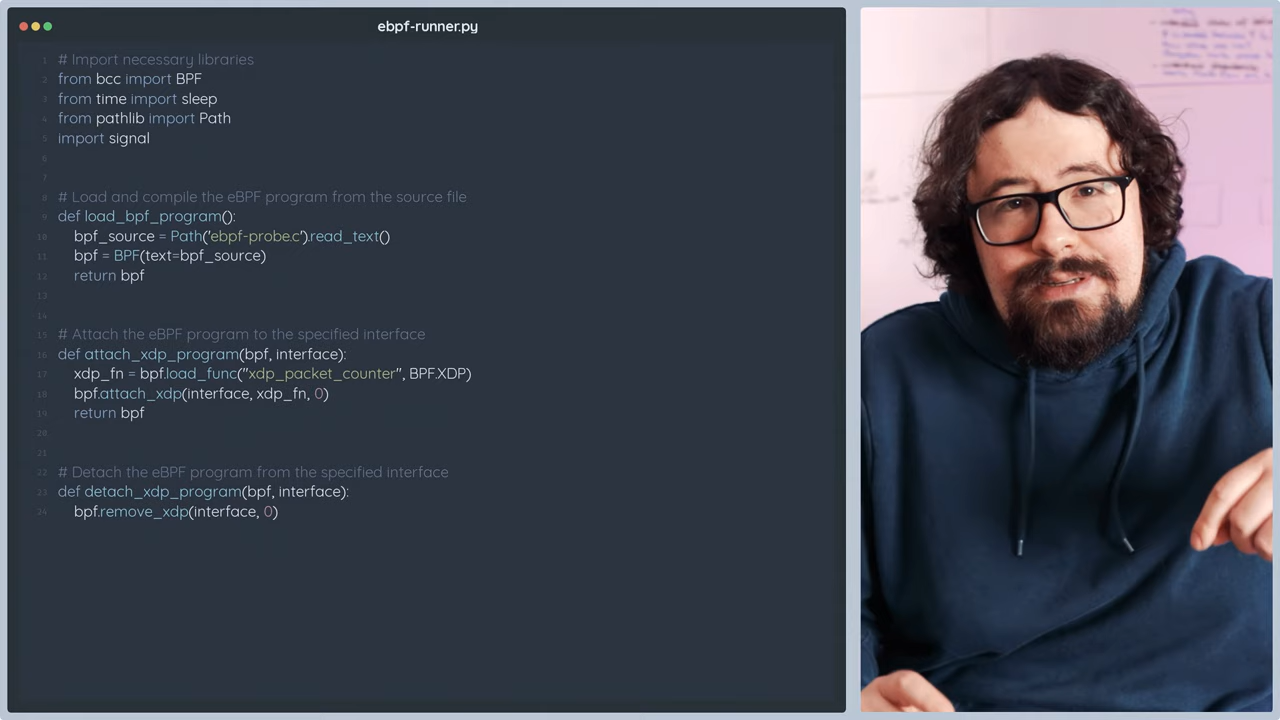 ebpf-runner.py
1 # Import necessary libraries
2 from bcc import BPF
3 from time import sleep
4 from pathlib import Path
5 import signal
6
7
8 # Load and compile the eBPF program from the source file
9 def load_bpf_program():
10 bpf_source = Path('ebpf-probe.c').read_text()
11 bpf = BPF(text=bpf_source)
12 return bpf
13
14
15 # Attach the eBPF program to the specified interface
16 def attach_xdp_program(bpf, interface):
17 xdp_fn = bpf.load_func("xdp_packet_counter", BPF.XDP)
18 bpf.attach_xdp(interface, xdp_fn, 0)
19 return bpf
20
21
22 # Detach the eBPF program from the specified interface
23 def detach_xdp_program(bpf, interface):
24 bpf.remove_xdp(interface, 0)